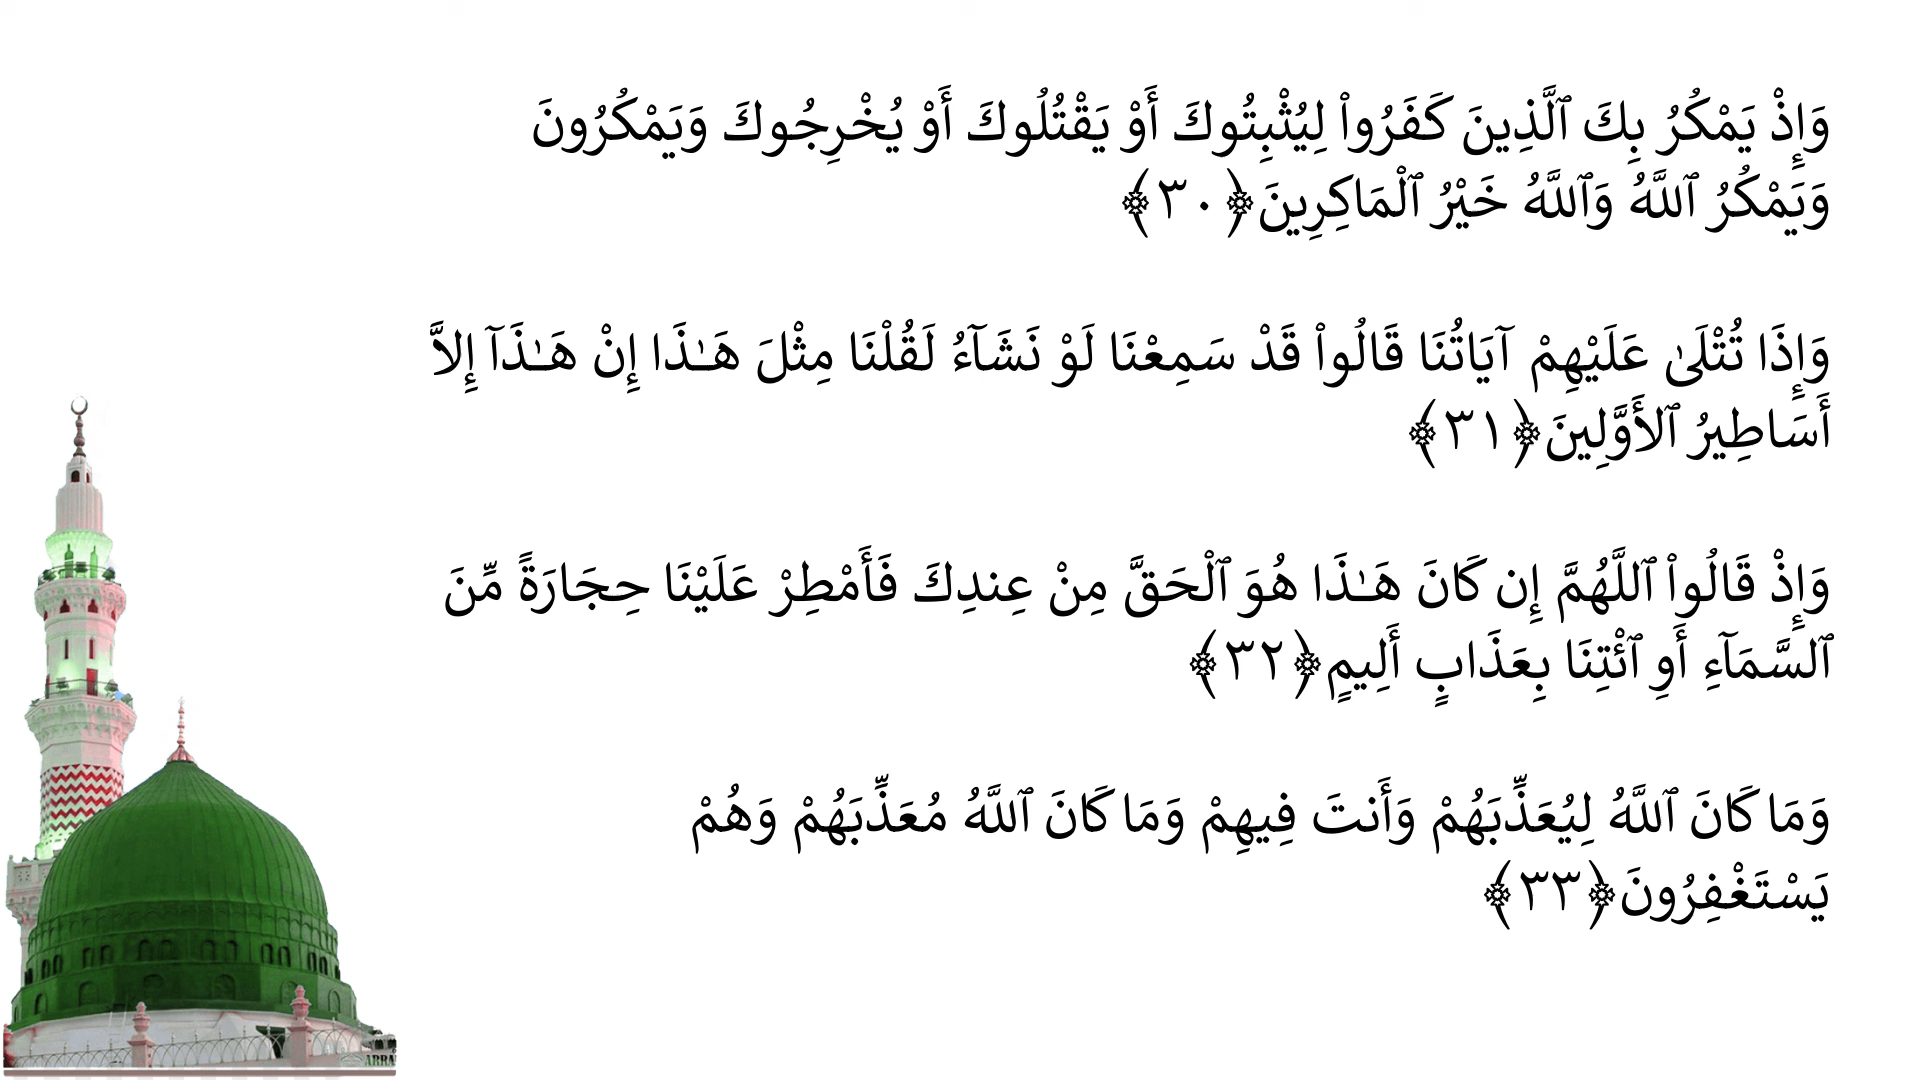 وَإِذْ يَمْكُرُ بِكَ ٱلَّذِينَ كَفَرُواْ لِيُثْبِتُوكَ أَوْ يَقْتُلُوكَ أَوْ يُخْرِجُوكَ وَيَمْكُرُونَ
وَيَمْكُرُ ٱللَّهُ وَٱللَّهُ خَيْرُ ٱلْمَاكِرِينَ ﴿٣٠﴾
وَإِذَا تُتْلَىٰ عَلَيْهِمْ آيَاتُنَا قَالُواْ قَدْ سَمِعْنَا لَوْ نَشَآءُ لَقُلْنَا مِثْلَ هَـٰذَا إِنْ هَـٰذَآ إِلاَّ
أَسَاطِيرُ ٱلأَوَّلِينَ ﴿٣١﴾
وَإِذْ قَالُواْ ٱللَّهُمَّ إِن كَانَ هَـٰذَا هُوَ ٱلْحَقَّ مِنْ عِندِكَ فَأَمْطِرْ عَلَيْنَا حِجَارَةً مِّنَ
ٱلسَّمَآءِ أَوِ ٱئْتِنَا بِعَذَابٍ أَلِيمٍ ﴿٣٢﴾
وَمَا كَانَ ٱللَّهُ لِيُعَذِّبَهُمْ وَأَنتَ فِيهِمْ وَمَا كَانَ ٱللَّهُ مُعَذِّبَهُمْ وَهُمْ
يَسْتَغْفِرُونَ ﴿٣٣﴾